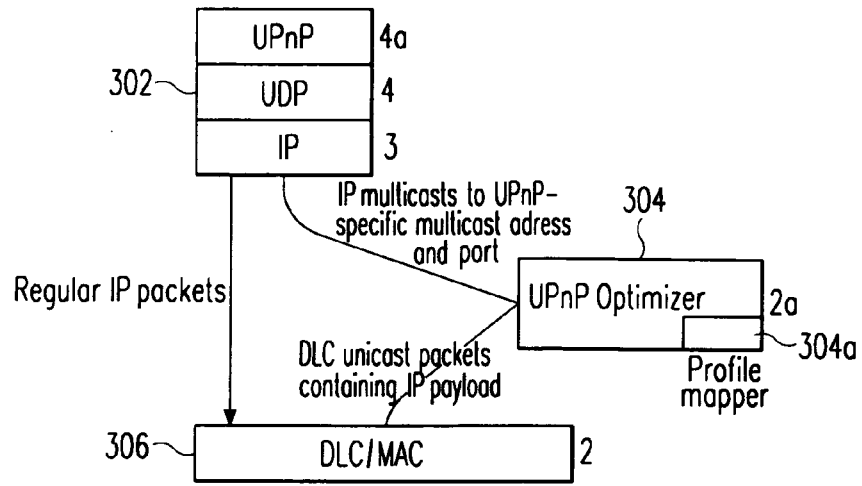 UPnP 4a
302 UDP 4
IP 3
IP multicasts to UPnP-
specific multicast adress
and port
304
Regular IP packets
UPnP Optimizer 2a
304a
Profile
mapper
DLC unicast packets
containing IP payload
306 DLC/MAC 2